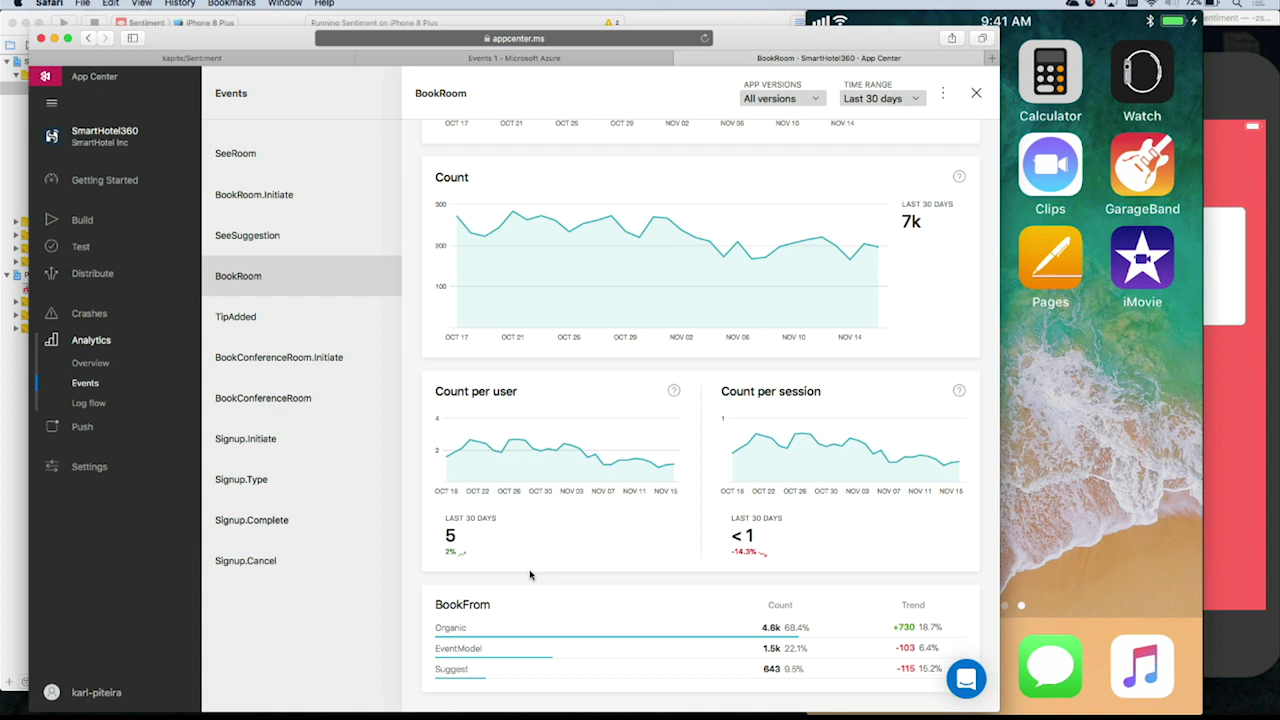 Safari File Edit View History Bookmarks Window Help
72%
Sentiment iPhone 8 Plus
Running Sentiment on iPhone 8 Plus
2
appcenter.ms
kapite/Sentiment
Events 1 - Microsoft Azure
BookRoom · SmartHotel360 · App Center
App Center
SmartHotel360
SmartHotel Inc
Getting Started
Build
Test
Distribute
Crashes
Analytics
Overview
Events
Log flow
Push
Settings
karl-piteira
Events
SeeRoom
BookRoom.Initiate
SeeSuggestion
BookRoom
TipAdded
BookConferenceRoom.Initiate
BookConferenceRoom
Signup.Initiate
Signup.Type
Signup.Complete
Signup.Cancel
BookRoom
APP VERSIONS
All versions
TIME RANGE
Last 30 days
OCT 17 OCT 21 OCT 25 OCT 29 NOV 02 NOV 06 NOV 10 NOV 14
Count
300
200
100
OCT 17 OCT 21 OCT 25 OCT 29 NOV 02 NOV 06 NOV 10 NOV 14
LAST 30 DAYS
7k
Count per user
4
2
OCT 18 OCT 22 OCT 26 OCT 30 NOV 03 NOV 07 NOV 11 NOV 15
LAST 30 DAYS
5
2%
Count per session
1
OCT 18 OCT 22 OCT 26 OCT 30 NOV 03 NOV 07 NOV 11 NOV 15
LAST 30 DAYS
< 1
-14.3%
BookFrom Count Trend
Organic 4.6k 68.4% +730 18.7%
EventModel 1.5k 22.1% -103 6.4%
Suggest 643 9.5% -115 15.2%
9:41 AM
Calculator
Watch
Clips
GarageBand
Pages
iMovie